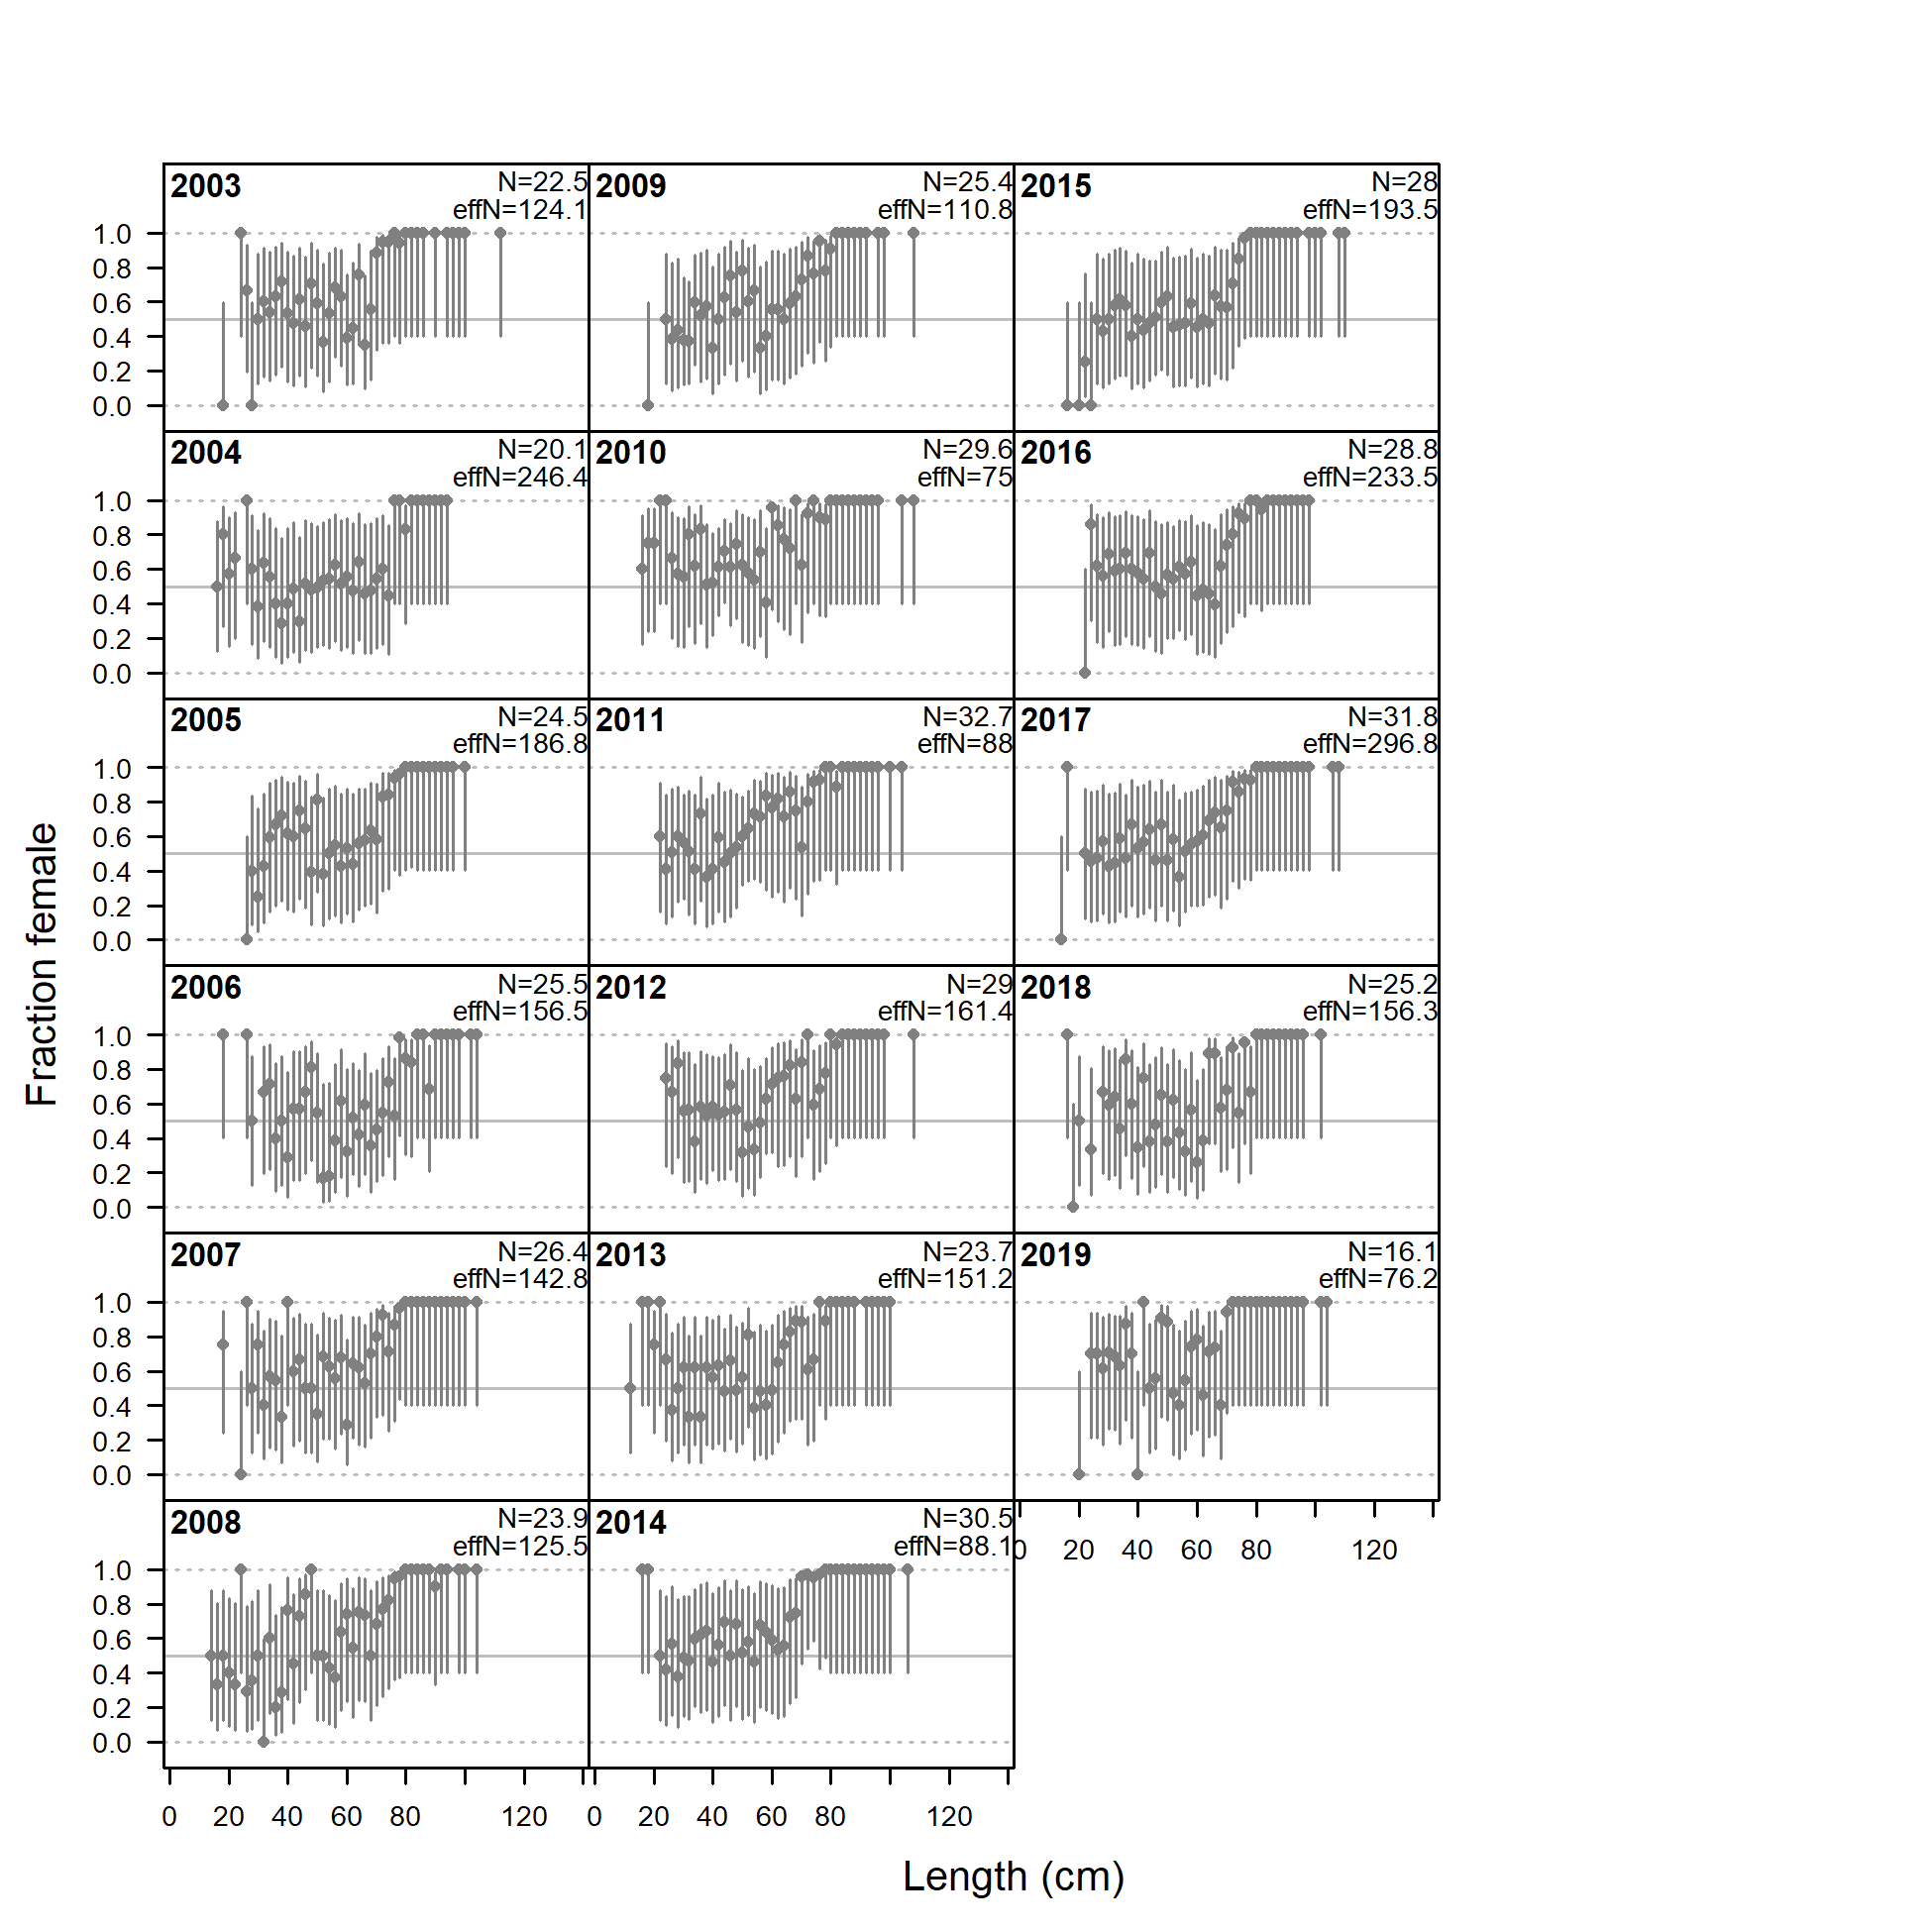 2003
N=22.5
effN=124.1
2009
N=25.4
effN=110.8
2015
N=28
effN=193.5
1.0
0.8
0.6
0.4
0.2
0.0
2004
N=20.1
effN=246.4
2010
N=29.6
effN=75
2016
N=28.8
effN=233.5
1.0
0.8
0.6
0.4
0.2
0.0
2005
N=24.5
effN=186.8
2011
N=32.7
effN=88
2017
N=31.8
effN=296.8
1.0
0.8
0.6
0.4
0.2
0.0
Fraction female
2006
N=25.5
effN=156.5
2012
N=29
effN=161.4
2018
N=25.2
effN=156.3
1.0
0.8
0.6
0.4
0.2
0.0
2007
N=26.4
effN=142.8
2013
N=23.7
effN=151.2
2019
N=16.1
effN=76.2
1.0
0.8
0.6
0.4
0.2
0.0
2008
N=23.9
effN=125.5
2014
N=30.5
effN=88.1
0 20 40 60 80 120
1.0
0.8
0.6
0.4
0.2
0.0
0 20 40 60 80 120 0 20 40 60 80 120
Length (cm)